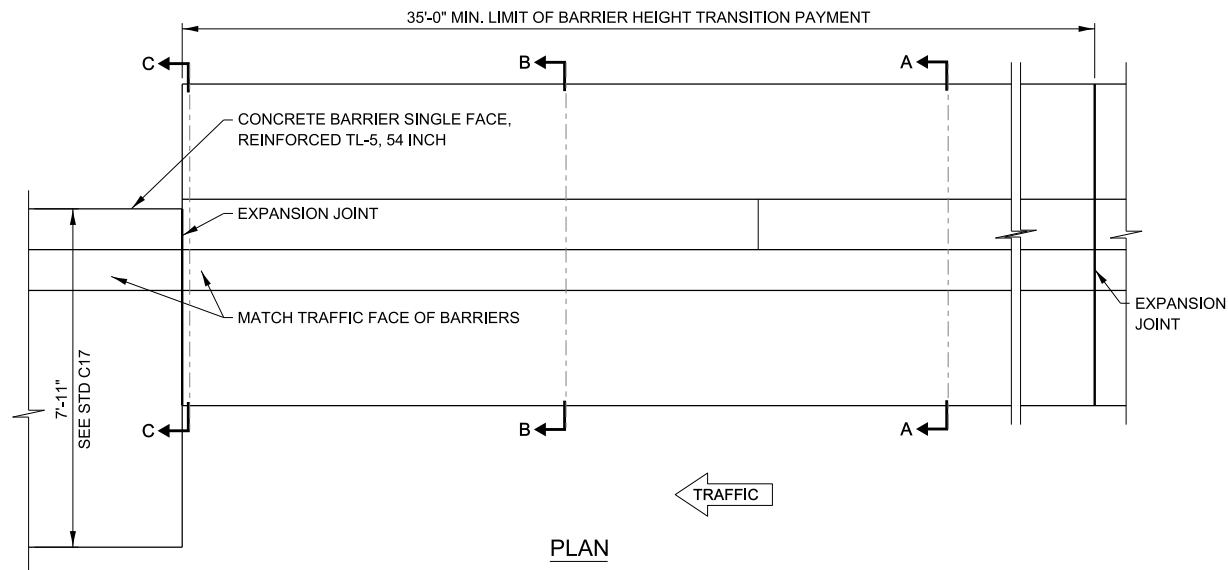 35'-0" MIN. LIMIT OF BARRIER HEIGHT TRANSITION PAYMENT
C
B
A
CONCRETE BARRIER SINGLE FACE,
REINFORCED TL-5, 54 INCH
EXPANSION JOINT
MATCH TRAFFIC FACE OF BARRIERS
EXPANSION
JOINT
7'-11"
SEE STD C17
C
B
A
TRAFFIC
PLAN